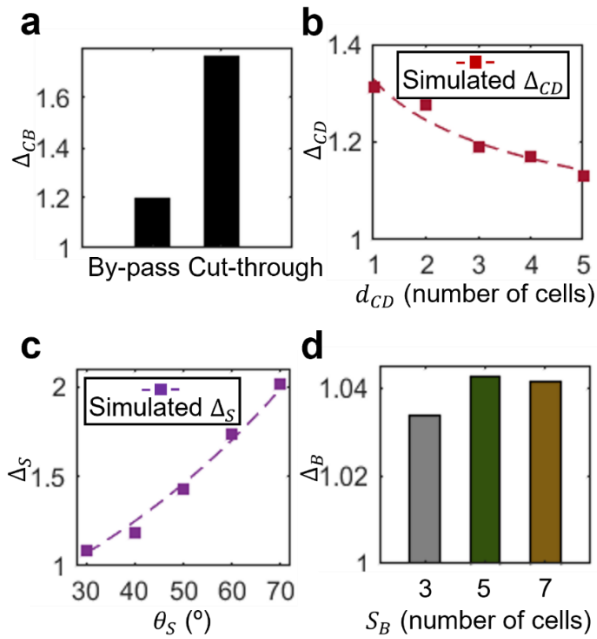 a
1.6
1.4
1.2
1
Δ_CB
By-pass Cut-through
b
1.4
1.2
1
Δ_CD
Simulated Δ_CD
1 2 3 4 5
d_CD (number of cells)
c
2
1.5
1
Δ_S
Simulated Δ_S
30 40 50 60 70
θ_S (º)
d
1.04
1.02
1
Δ_B
3 5 7
S_B (number of cells)